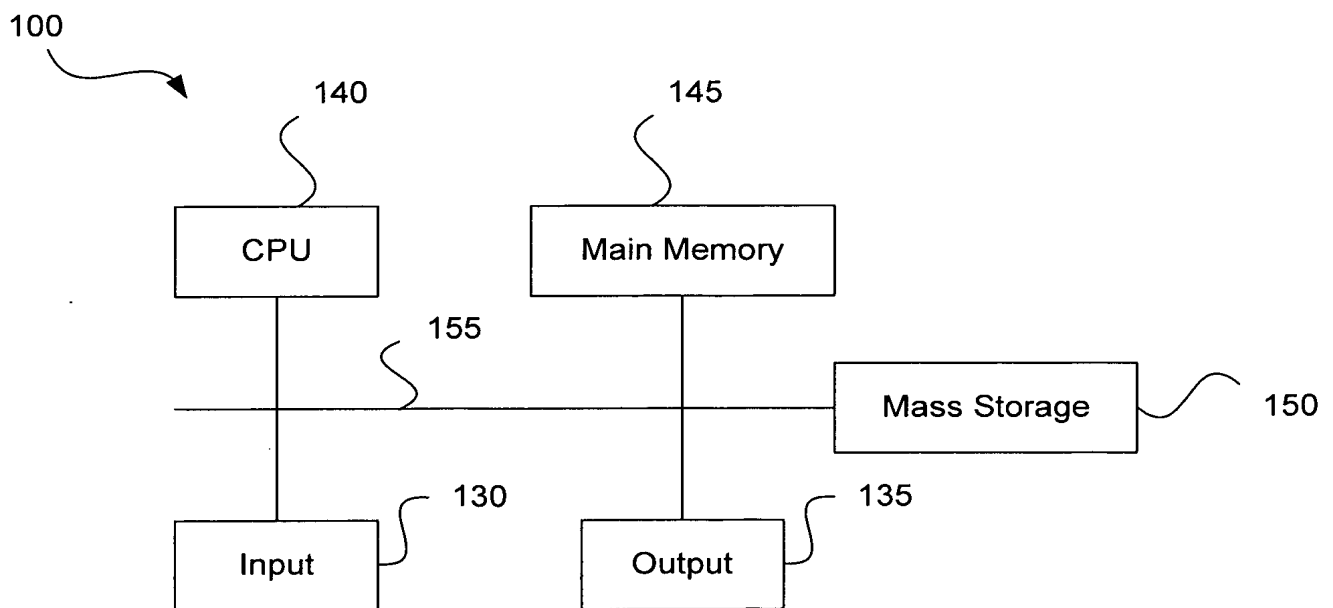 100
140
145
CPU
Main Memory
155
Mass Storage
150
130
135
Input
Output